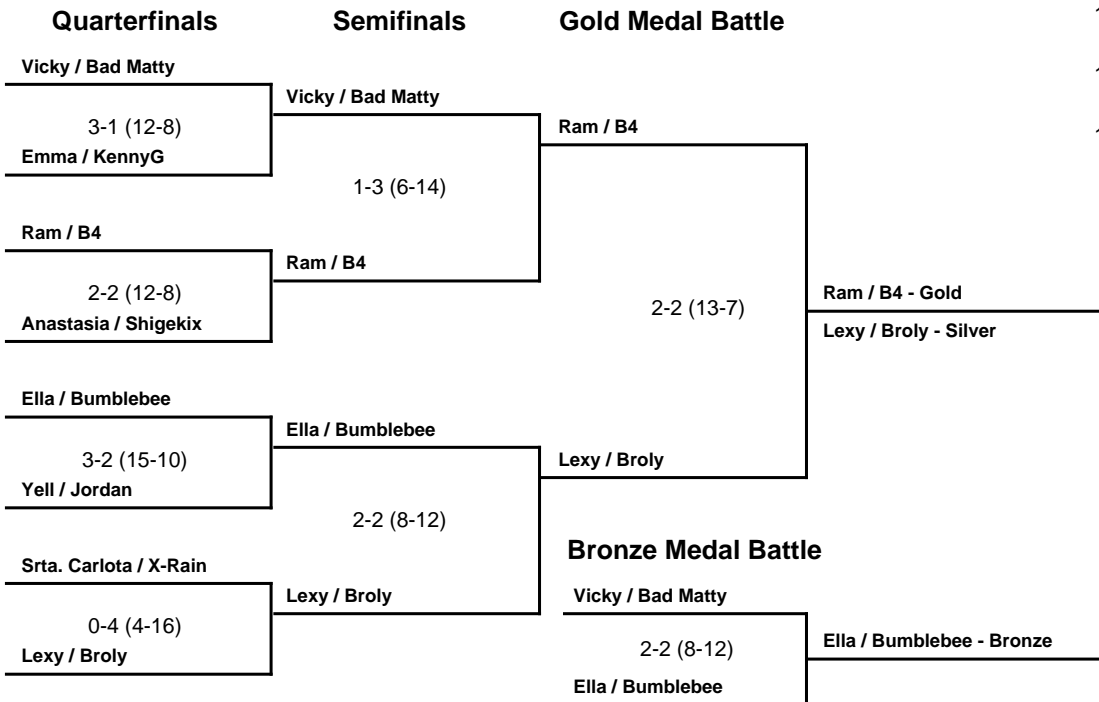 Quarterfinals
Semifinals
Gold Medal Battle
Vicky / Bad Matty
3-1 (12-8)
Emma / KennyG
Ram / B4
2-2 (12-8)
Anastasia / Shigekix
Ella / Bumblebee
3-2 (15-10)
Yell / Jordan
Srta. Carlota / X-Rain
0-4 (4-16)
Lexy / Broly
Vicky / Bad Matty
1-3 (6-14)
Ram / B4
Ella / Bumblebee
2-2 (8-12)
Lexy / Broly
Ram / B4
2-2 (13-7)
Lexy / Broly
Ram / B4 - Gold
Lexy / Broly - Silver
Bronze Medal Battle
Vicky / Bad Matty
2-2 (8-12)
Ella / Bumblebee
Ella / Bumblebee - Bronze